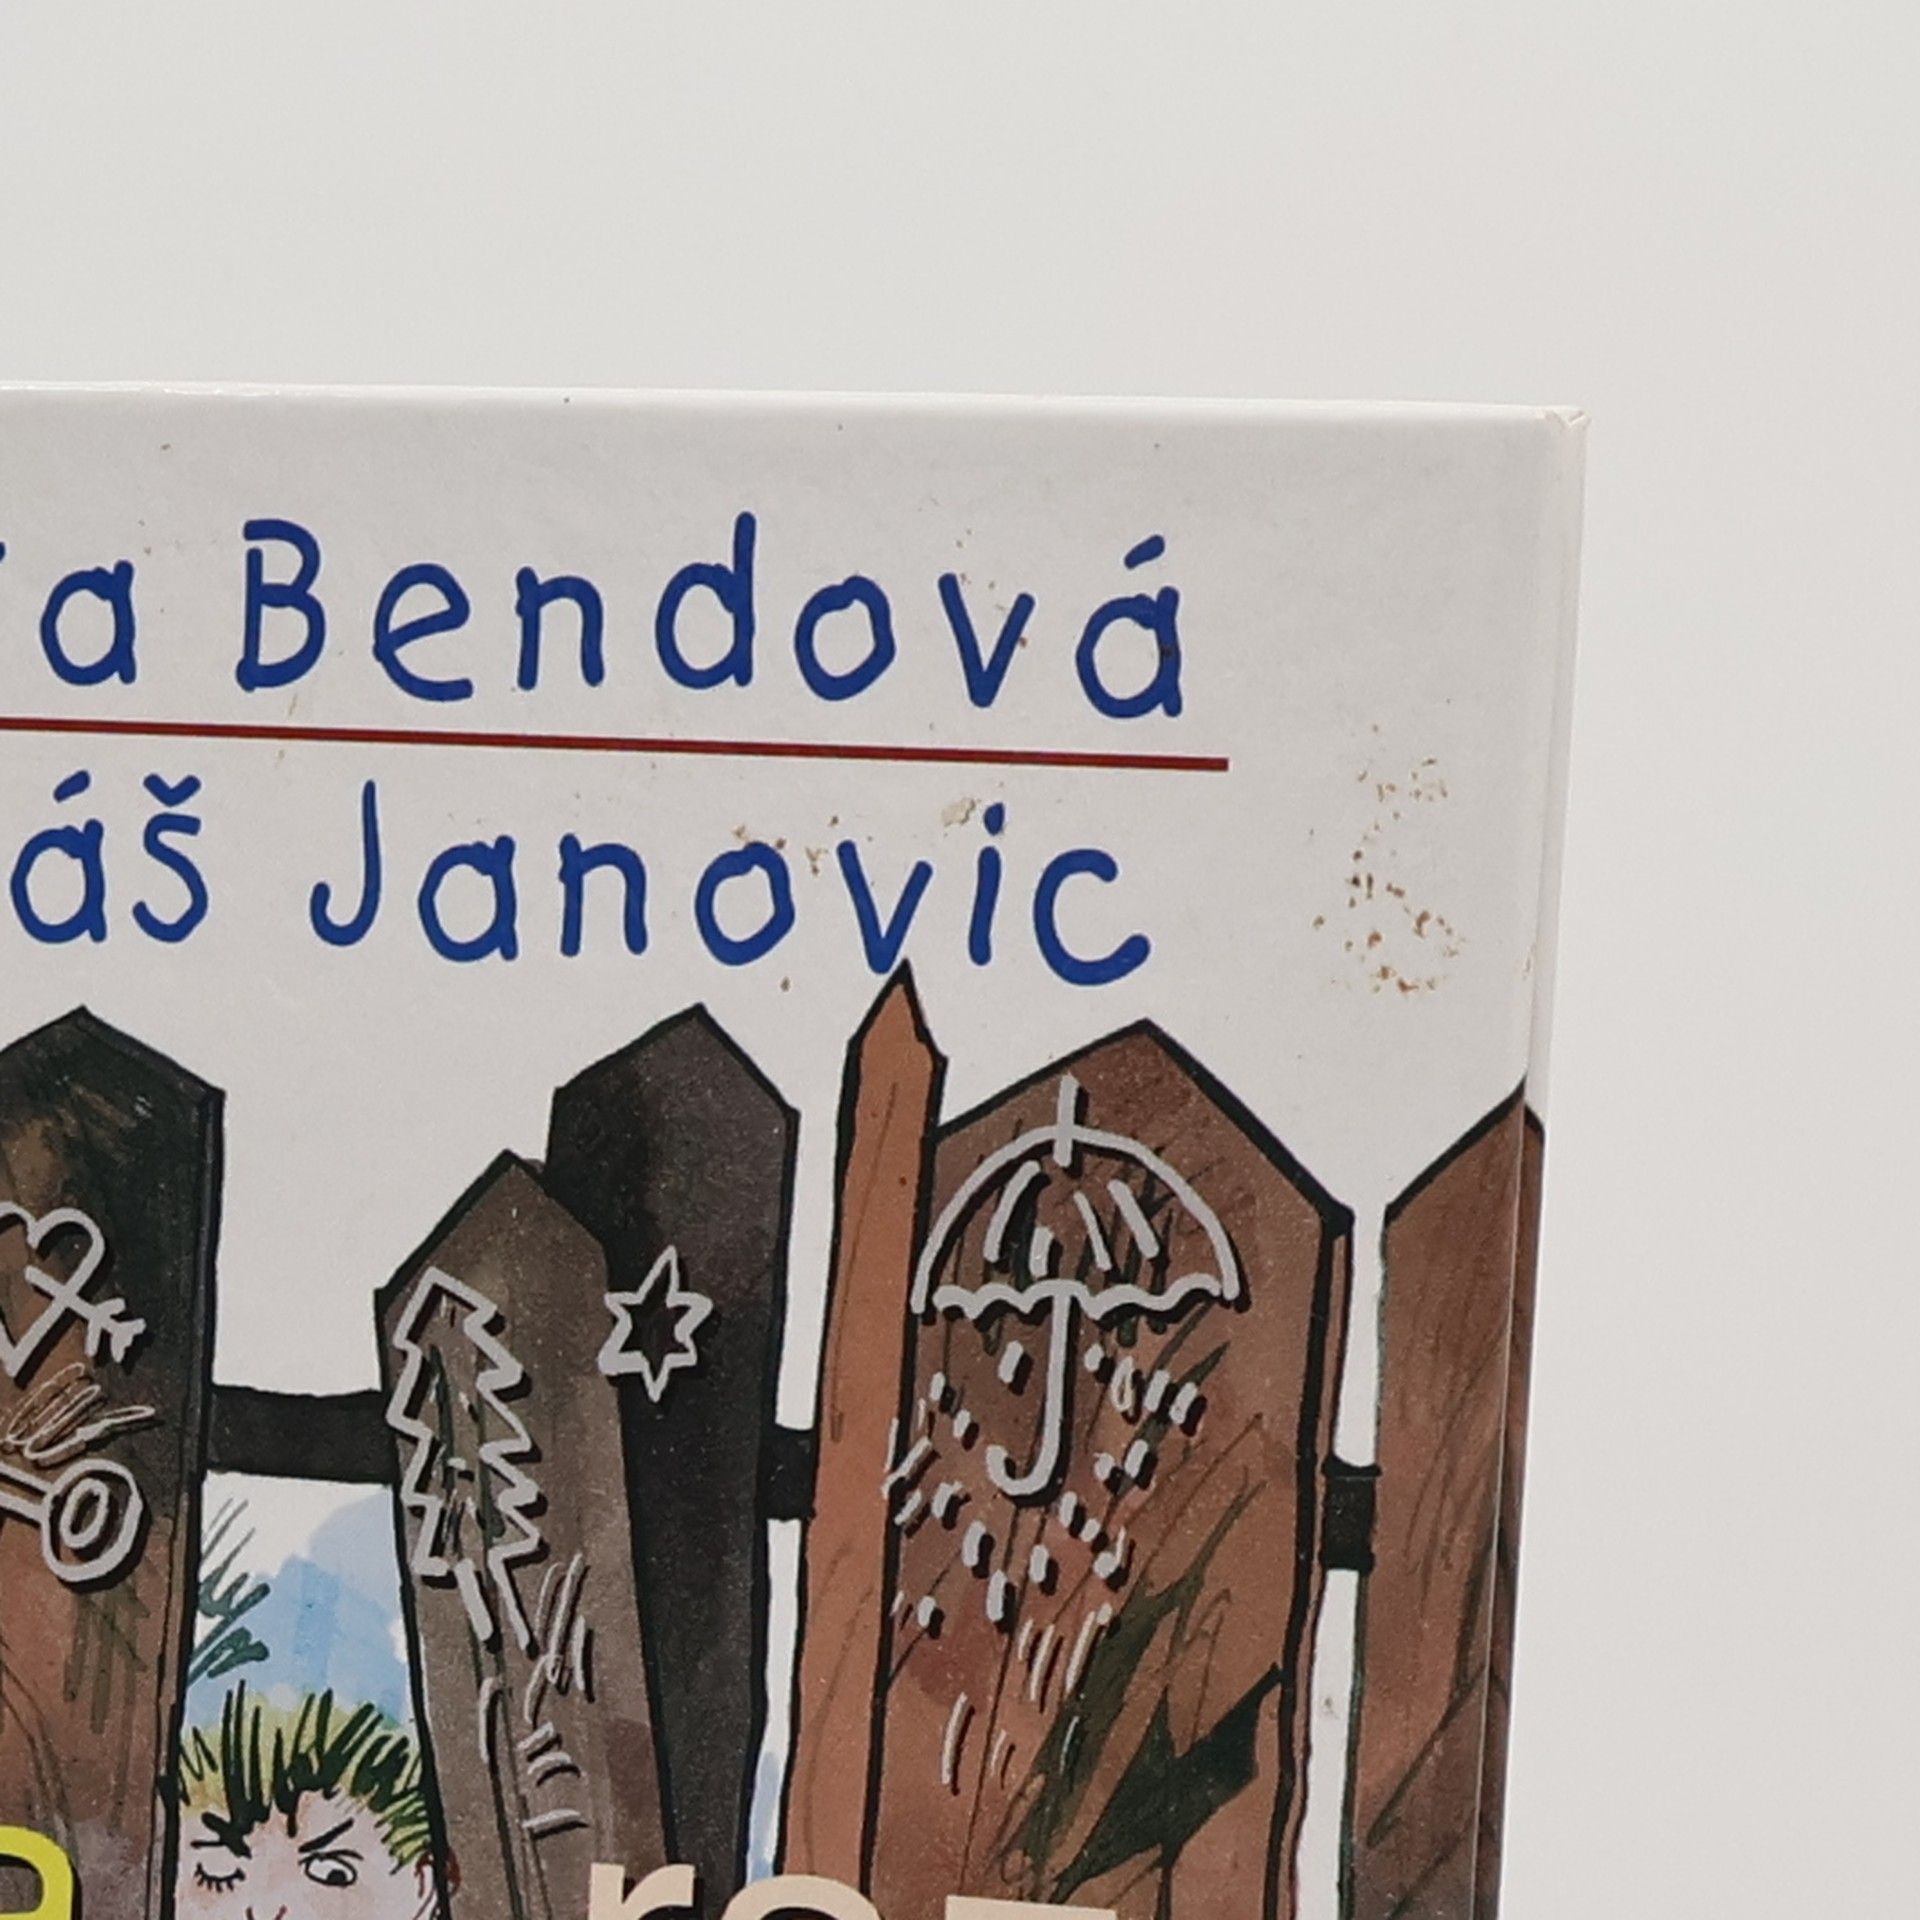 a Bendová
áš Janovic